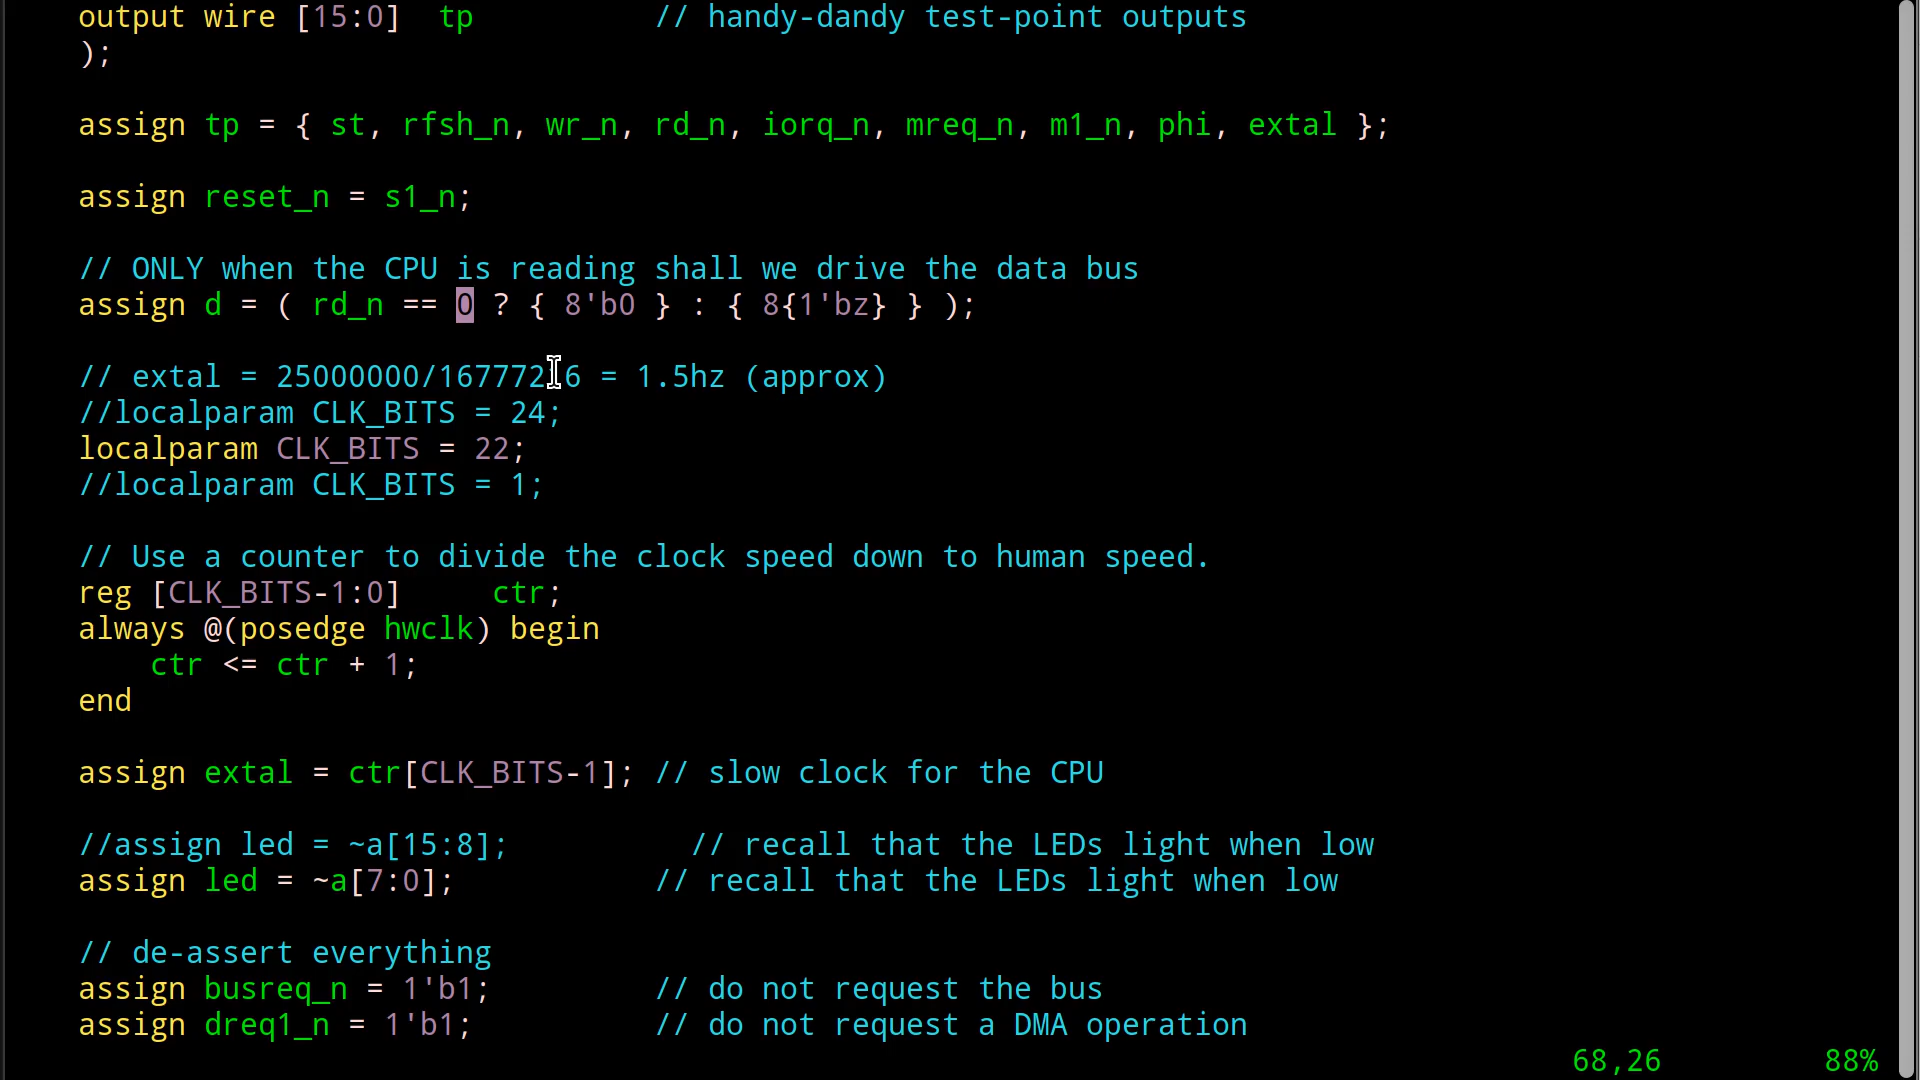 output wire [15:0]  tp          // handy-dandy test-point outputs
);
assign tp = { st, rfsh_n, wr_n, rd_n, iorq_n, mreq_n, m1_n, phi, extal };
assign reset_n = s1_n;
// ONLY when the CPU is reading shall we drive the data bus
assign d = ( rd_n == 0 ? { 8'b0 } : { 8{1'bz} } );
// extal = 25000000/16777216 = 1.5hz (approx)
//localparam CLK_BITS = 24;
localparam CLK_BITS = 22;
//localparam CLK_BITS = 1;
// Use a counter to divide the clock speed down to human speed.
reg [CLK_BITS-1:0]     ctr;
always @(posedge hwclk) begin
    ctr <= ctr + 1;
end
assign extal = ctr[CLK_BITS-1]; // slow clock for the CPU
//assign led = ~a[15:8];          // recall that the LEDs light when low
assign led = ~a[7:0];           // recall that the LEDs light when low
// de-assert everything
assign busreq_n = 1'b1;         // do not request the bus
assign dreq1_n = 1'b1;          // do not request a DMA operation
68,26         88%